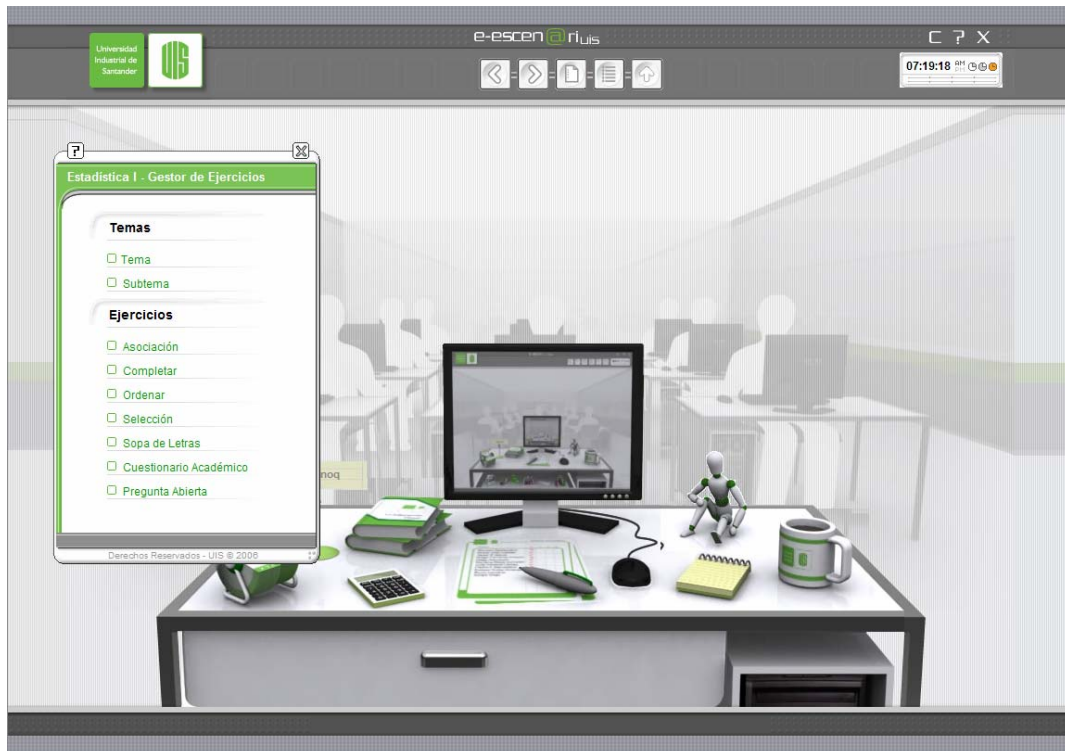 Universidad
Industrial de
Santander
UIS
e-escen@riuis
C ? X
07:19:18 AM
PM
?
Estadística I - Gestor de Ejercicios
Temas
Tema
Subtema
Ejercicios
Asociación
Completar
Ordenar
Selección
Sopa de Letras
Cuestionario Académico
Pregunta Abierta
Derechos Reservados - UIS © 2006